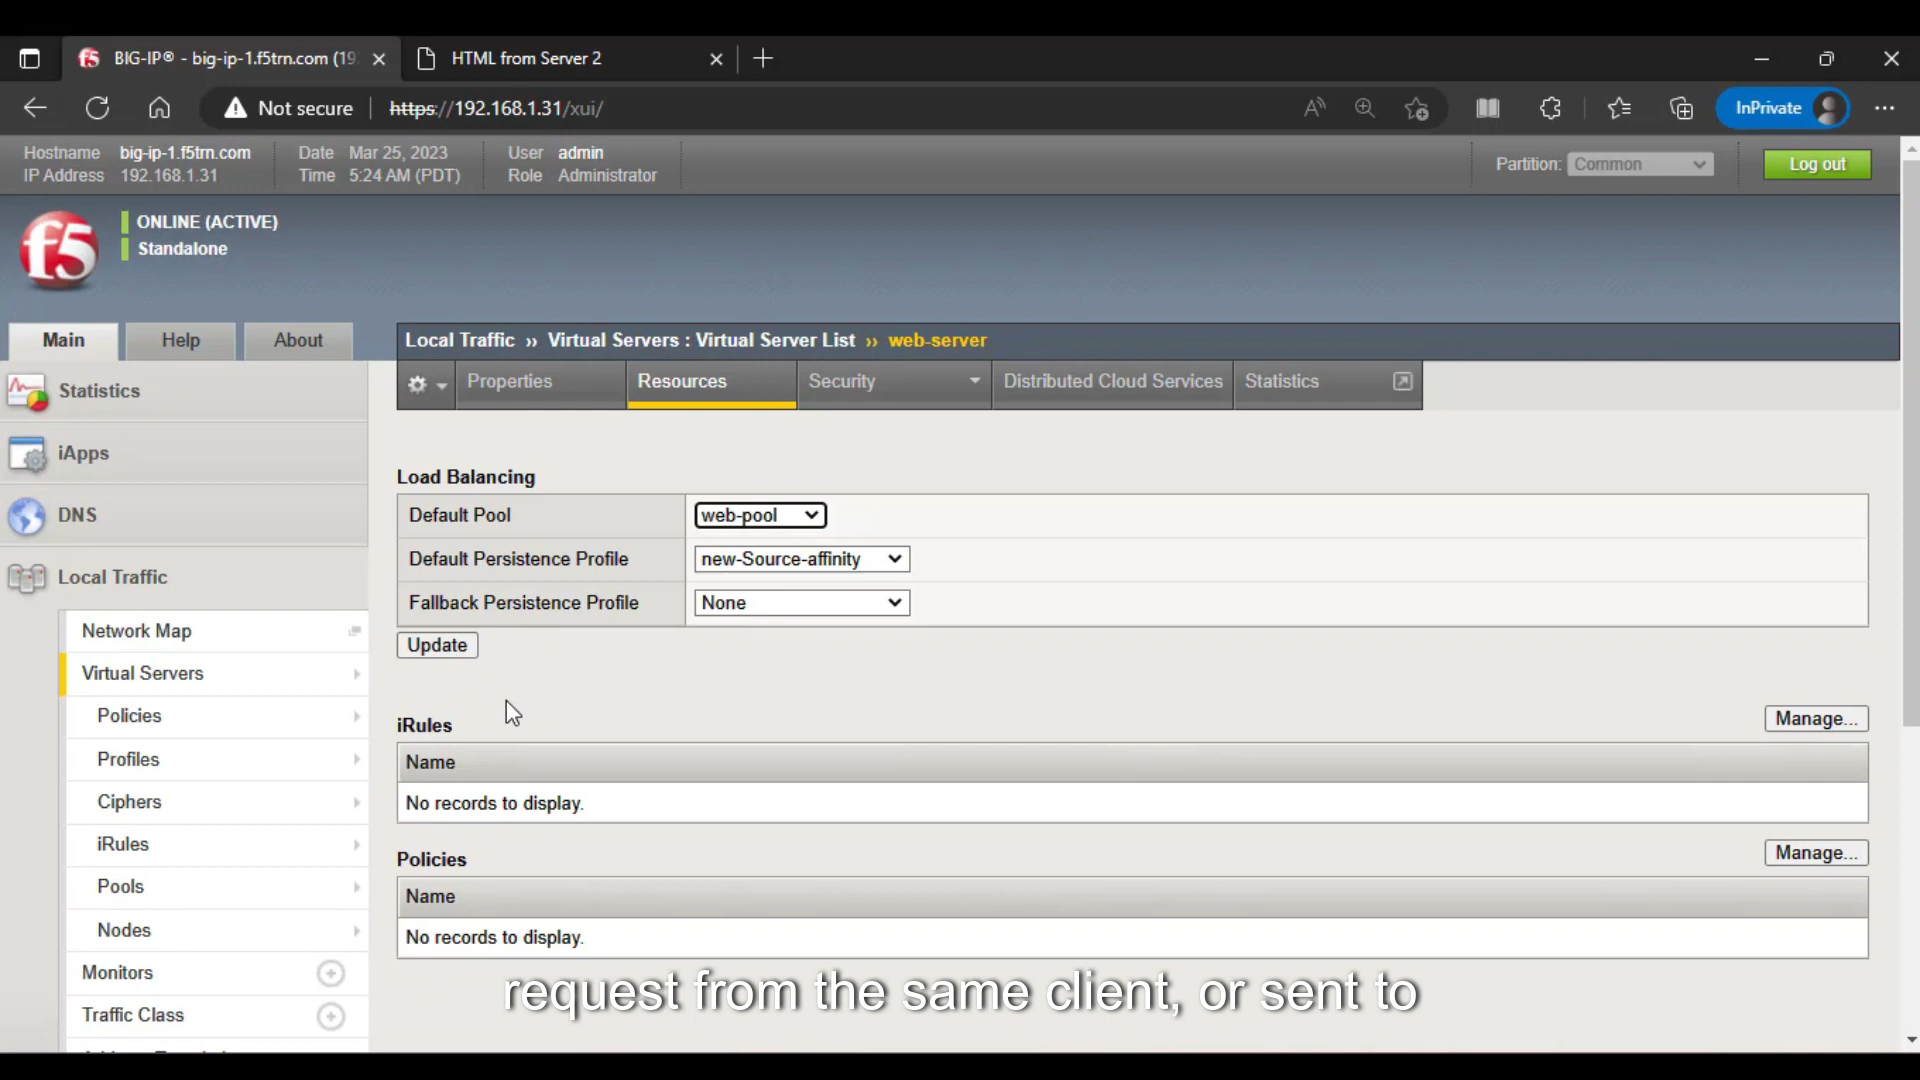 BIG-IP® - big-ip-1.f5trn.com (19
HTML from Server 2
Not secure
https://192.168.1.31/xui/
InPrivate
Hostname big-ip-1.f5trn.com
IP Address 192.168.1.31
Date Mar 25, 2023
Time 5:24 AM (PDT)
User admin
Role Administrator
Partition: Common
Log out
f5
ONLINE (ACTIVE)
Standalone
Main
Help
About
Local Traffic ›› Virtual Servers : Virtual Server List ›› web-server
Properties
Resources
Security
Distributed Cloud Services
Statistics
Statistics
iApps
DNS
Local Traffic
Network Map
Virtual Servers
Policies
Profiles
Ciphers
iRules
Pools
Nodes
Monitors
Traffic Class
Load Balancing
Default Pool web-pool
Default Persistence Profile new-Source-affinity
Fallback Persistence Profile None
Update
iRules
Manage...
Name
No records to display.
Policies
Manage...
Name
No records to display.
request from the same client, or sent to